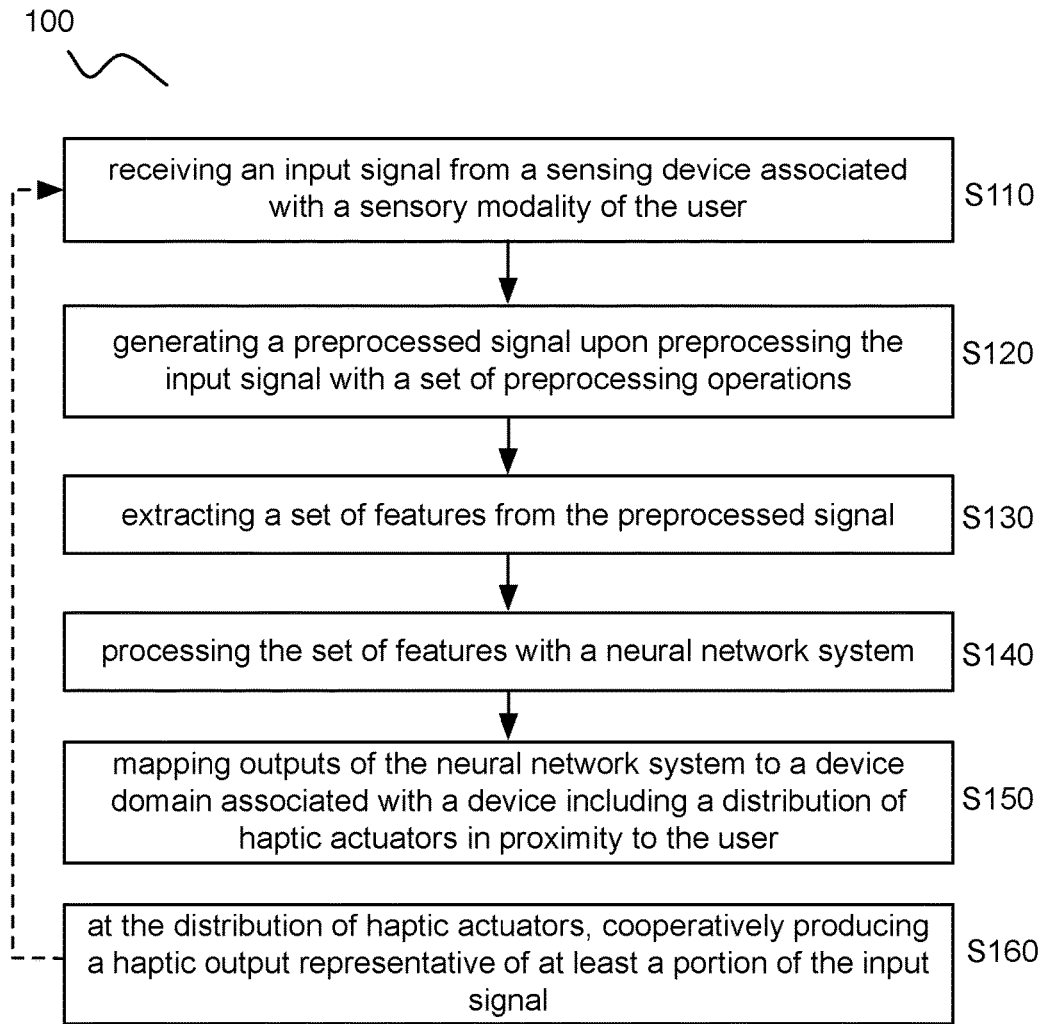 100
receiving an input signal from a sensing device associated
with a sensory modality of the user
S110
generating a preprocessed signal upon preprocessing the
input signal with a set of preprocessing operations
S120
extracting a set of features from the preprocessed signal
S130
processing the set of features with a neural network system
S140
mapping outputs of the neural network system to a device
domain associated with a device including a distribution of
haptic actuators in proximity to the user
S150
at the distribution of haptic actuators, cooperatively producing
a haptic output representative of at least a portion of the input
signal
S160